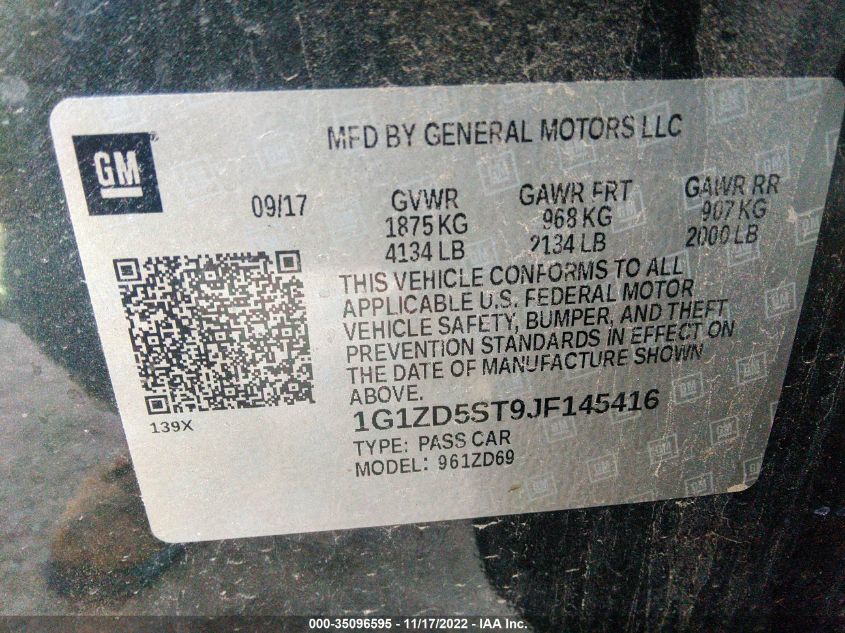 MFD BY GENERAL MOTORS LLC
GM
09/17
GVWR
1875 KG
4134 LB
GAWR FRT
968 KG
2134 LB
GAWR RR
907 KG
2000 LB
THIS VEHICLE CONFORMS TO ALL
APPLICABLE U.S. FEDERAL MOTOR
VEHICLE SAFETY, BUMPER, AND THEFT
PREVENTION STANDARDS IN EFFECT ON
THE DATE OF MANUFACTURE SHOWN
ABOVE.
139X
1G1ZD5ST9JF145416
TYPE: PASS CAR
MODEL: 961ZD69
000-35096595 - 11/17/2022 - IAA Inc.